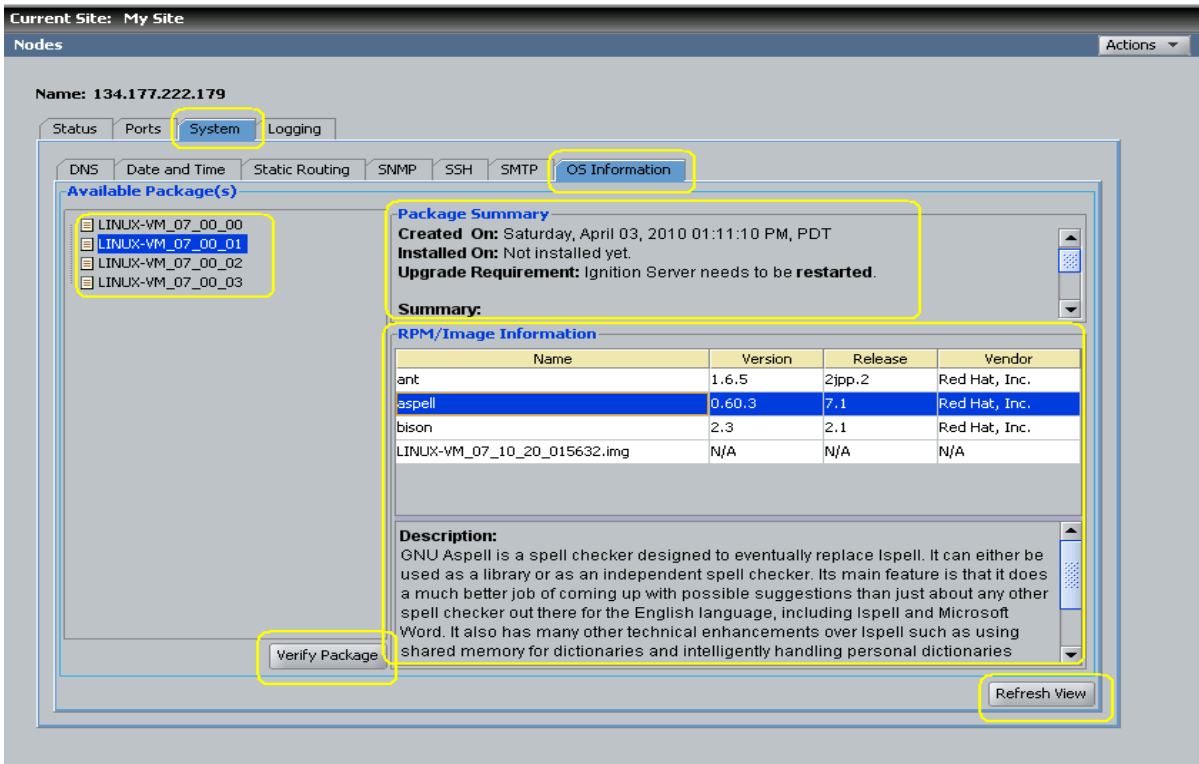 Current Site: My Site
Nodes
Actions
Name: 134.177.222.179
Status Ports System Logging
DNS Date and Time Static Routing SNMP SSH SMTP OS Information
Available Package(s)
LINUX-VM_07_00_00
LINUX-VM_07_00_01
LINUX-VM_07_00_02
LINUX-VM_07_00_03
Verify Package
Package Summary
Created On: Saturday, April 03, 2010 01:11:10 PM, PDT
Installed On: Not installed yet.
Upgrade Requirement: Ignition Server needs to be restarted.
Summary:
RPM/Image Information
Name Version Release Vendor
ant 1.6.5 2jpp.2 Red Hat, Inc.
aspell 0.60.3 7.1 Red Hat, Inc.
bison 2.3 2.1 Red Hat, Inc.
LINUX-VM_07_10_20_015632.img N/A N/A N/A
Description:
GNU Aspell is a spell checker designed to eventually replace Ispell. It can either be
used as a library or as an independent spell checker. Its main feature is that it does
a much better job of coming up with possible suggestions than just about any other
spell checker out there for the English language, including Ispell and Microsoft
Word. It also has many other technical enhancements over Ispell such as using
shared memory for dictionaries and intelligently handling personal dictionaries
Refresh View